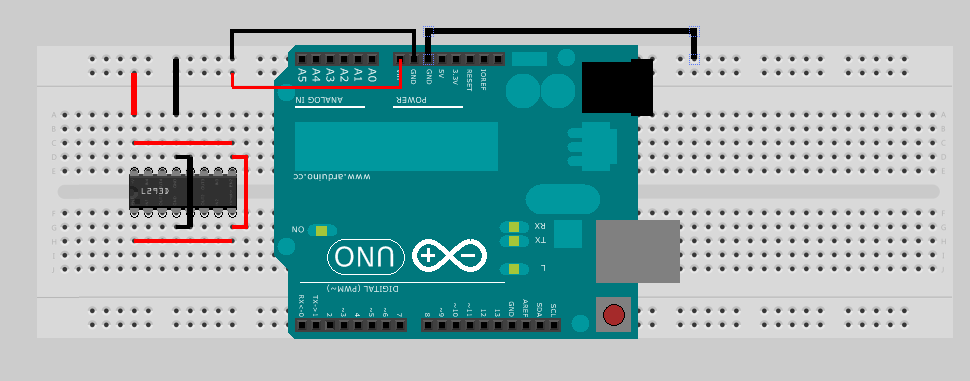 A5 A4 A3 A2 A1 A0
GND GND 5V 3.3V RESET IOREF
ANALOG IN POWER
www.arduino.cc
L293D
ON
RX
TX
UNO
L
DIGITAL (PWM~)
RX<-0 TX->1 2 ~3 4 ~5 ~6 7 8 ~9 ~10 ~11 12 13 GND AREF SDA SCL
A A
B B
C C
D D
E E
F F
G G
H H
I I
J J